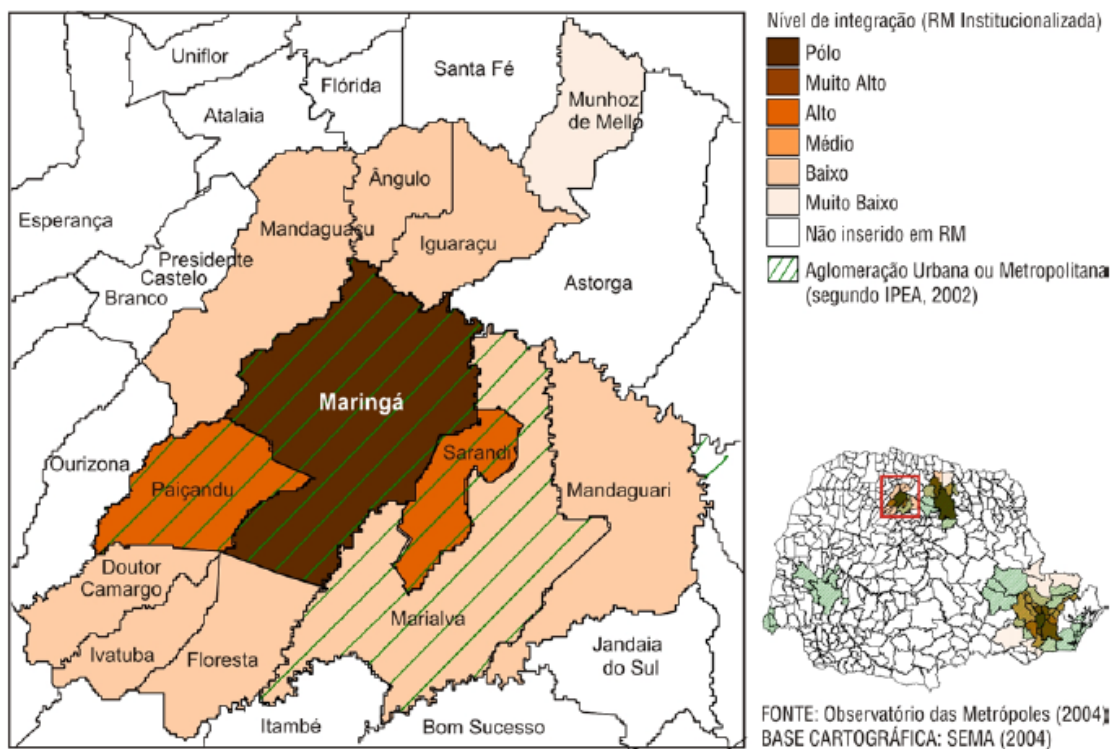 Uniflor
Flórida
Santa Fé
Munhoz
de Mello
Atalaia
Ângulo
Esperança
Mandaguaçu
Iguaraçu
Presidente
Castelo
Branco
Astorga
Maringá
Ourizona
Paiçandu
Sarandi
Mandaguari
Doutor
Camargo
Marialva
Ivatuba
Floresta
Jandaia
do Sul
Itambé
Bom Sucesso
Nível de integração (RM Institucionalizada)
Pólo
Muito Alto
Alto
Médio
Baixo
Muito Baixo
Não inserido em RM
Aglomeração Urbana ou Metropolitana
(segundo IPEA, 2002)
FONTE: Observatório das Metrópoles (2004)
BASE CARTOGRÁFICA: SEMA (2004)